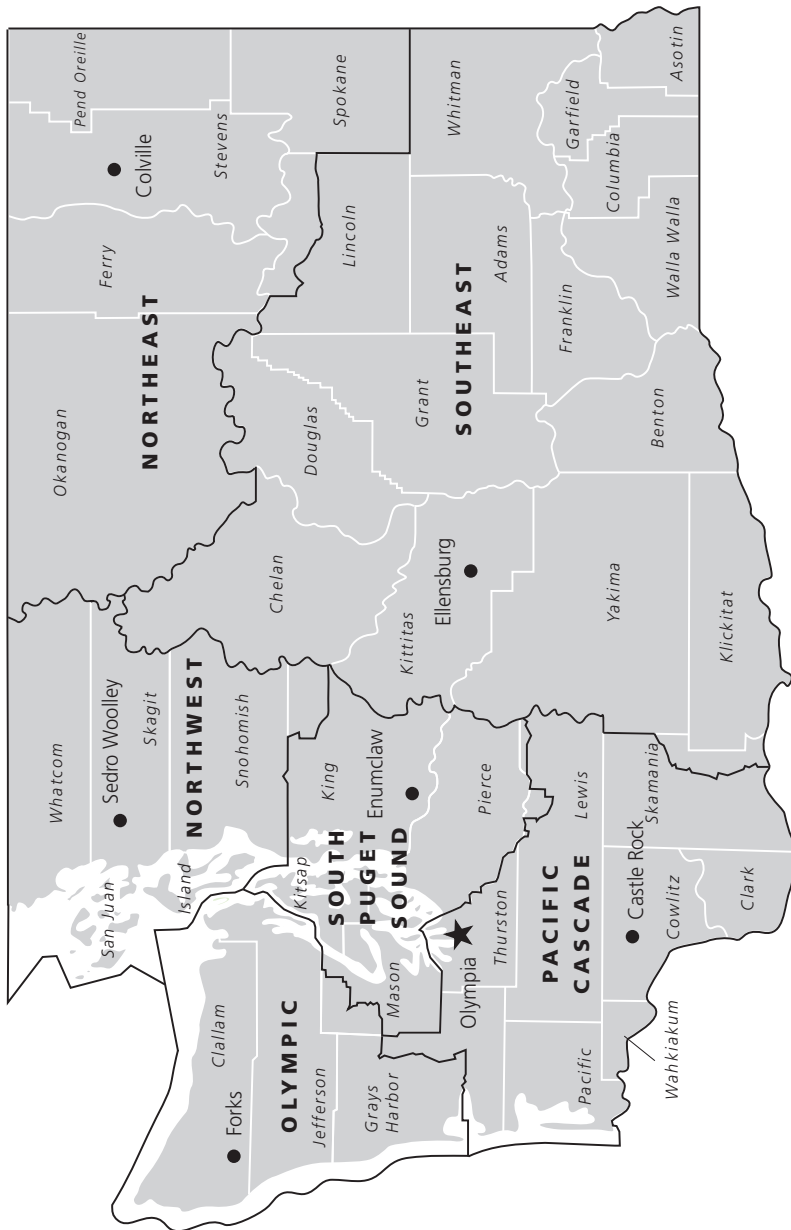 Whatcom
San Juan
Sedro Woolley
Skagit
Island
NORTHWEST
Snohomish
Okanogan
Ferry
Pend Oreille
Colville
Stevens
NORTHEAST
Spokane
Clallam
Forks
OLYMPIC
Jefferson
Grays
Harbor
Kitsap
King
SOUTH
PUGET
SOUND
Enumclaw
Mason
Pierce
Chelan
Douglas
Lincoln
Grant
Kittitas
Ellensburg
SOUTHEAST
Adams
Whitman
Olympia
Thurston
PACIFIC
CASCADE
Lewis
Pacific
Castle Rock
Skamania
Cowlitz
Wahkiakum
Clark
Yakima
Klickitat
Benton
Franklin
Walla Walla
Columbia
Garfield
Asotin